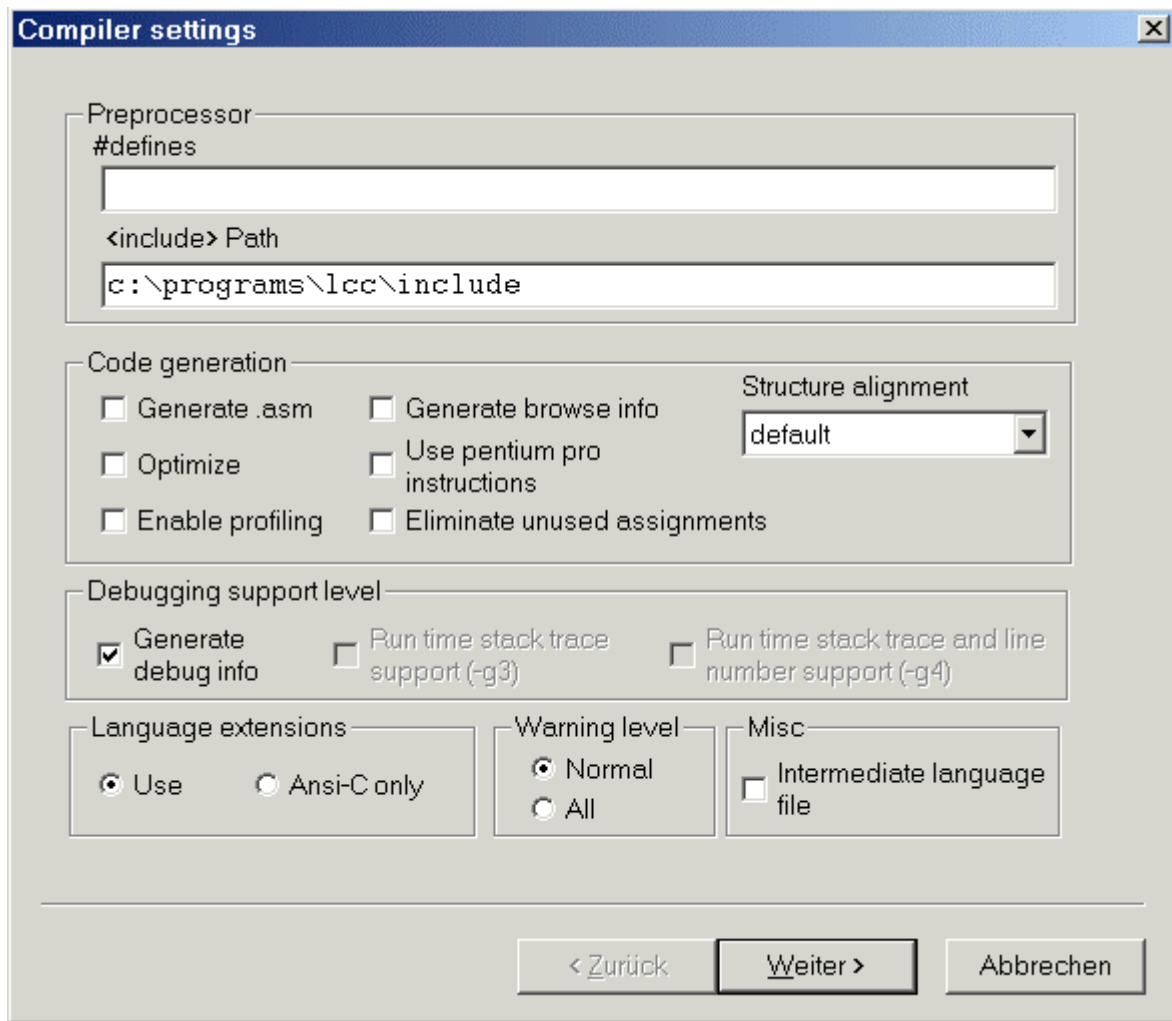 Compiler settings
Preprocessor
#defines
<include> Path
c:\programs\lcc\include
Code generation
Generate .asm
Generate browse info
Structure alignment
default
Optimize
Use pentium pro
instructions
Enable profiling
Eliminate unused assignments
Debugging support level
Generate
debug info
Run time stack trace
support (-g3)
Run time stack trace and line
number support (-g4)
Language extensions
Use
Ansi-C only
Warning level
Normal
All
Misc
Intermediate language
file
< Zurück
Weiter >
Abbrechen